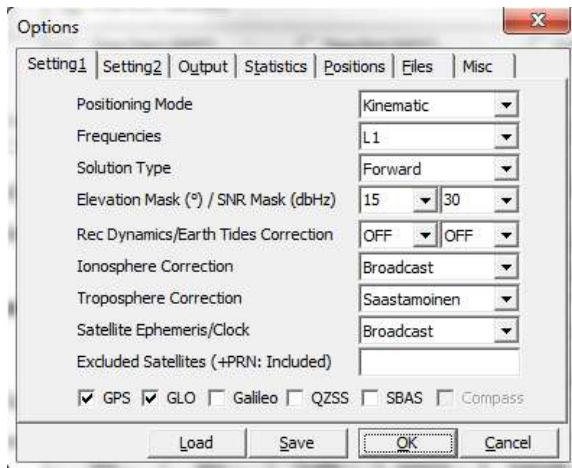 Options
Setting1 Setting2 Output Statistics Positions Files Misc
Positioning Mode Kinematic
Frequencies L1
Solution Type Forward
Elevation Mask (°) / SNR Mask (dbHz) 15 30
Rec Dynamics/Earth Tides Correction OFF OFF
Ionosphere Correction Broadcast
Troposphere Correction Saastamoinen
Satellite Ephemeris/Clock Broadcast
Excluded Satellites (+PRN: Included)
GPS GLO Galileo QZSS SBAS Compass
Load Save OK Cancel